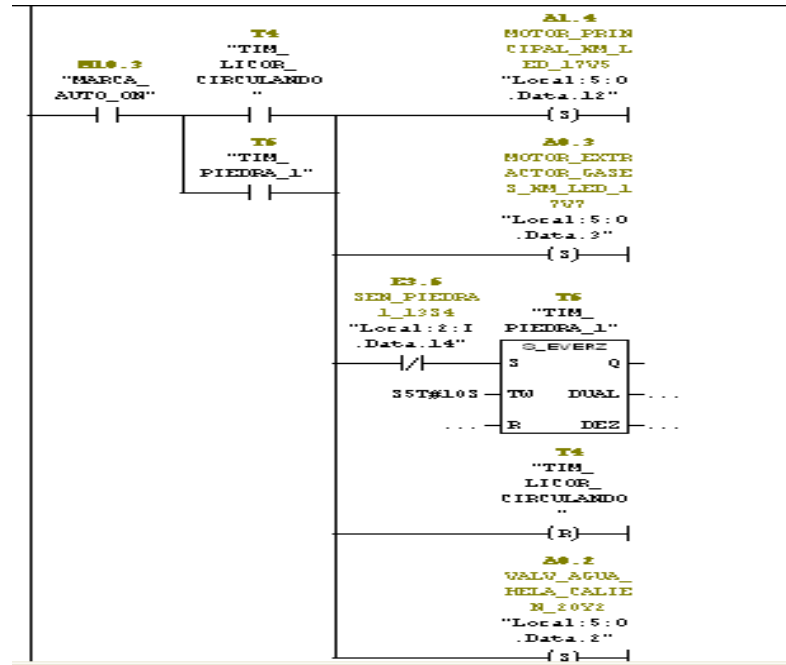 A1.4
T4
MOTOR_PRIN
"TIM_
CIPAL_KM_L
M10.3
LICOR_
ED_17V5
"MARCA_
CIRCULANDO
"Local:5:O
AUTO_ON"
"
.Data.12"
( S )
T6
A0.3
"TIM_
MOTOR_EXTR
PIEDRA_1"
ACTOR_GASE
S_KM_LED_1
7V7
"Local:5:O
.Data.3"
( S )
E3.6
SEN_PIEDRA
T6
1_13S4
"TIM_
"Local:2:I
PIEDRA_1"
.Data.14"
S_EVERZ
S Q
S5T#10S TW DUAL ...
... R DEZ ...
T4
"TIM_
LICOR_
CIRCULANDO
"
( R )
A0.2
VALV_AGUA_
HELA_CALIE
N_20Y2
"Local:5:O
.Data.2"
( S )